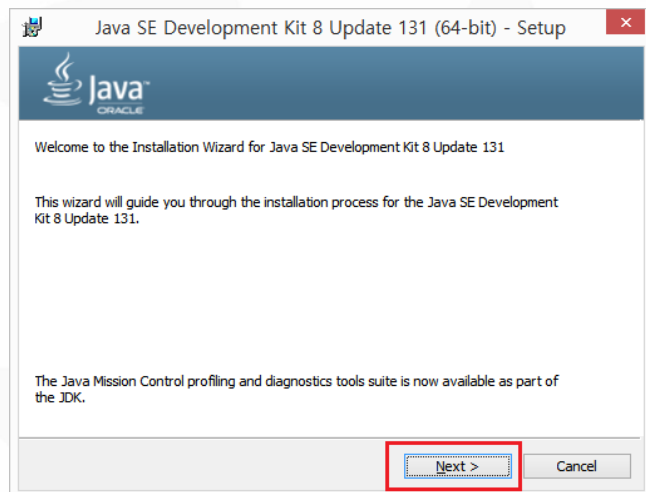 Java SE Development Kit 8 Update 131 (64-bit) - Setup
Java™
ORACLE
Welcome to the Installation Wizard for Java SE Development Kit 8 Update 131
This wizard will guide you through the installation process for the Java SE Development
Kit 8 Update 131.
The Java Mission Control profiling and diagnostics tools suite is now available as part of
the JDK.
Next > Cancel